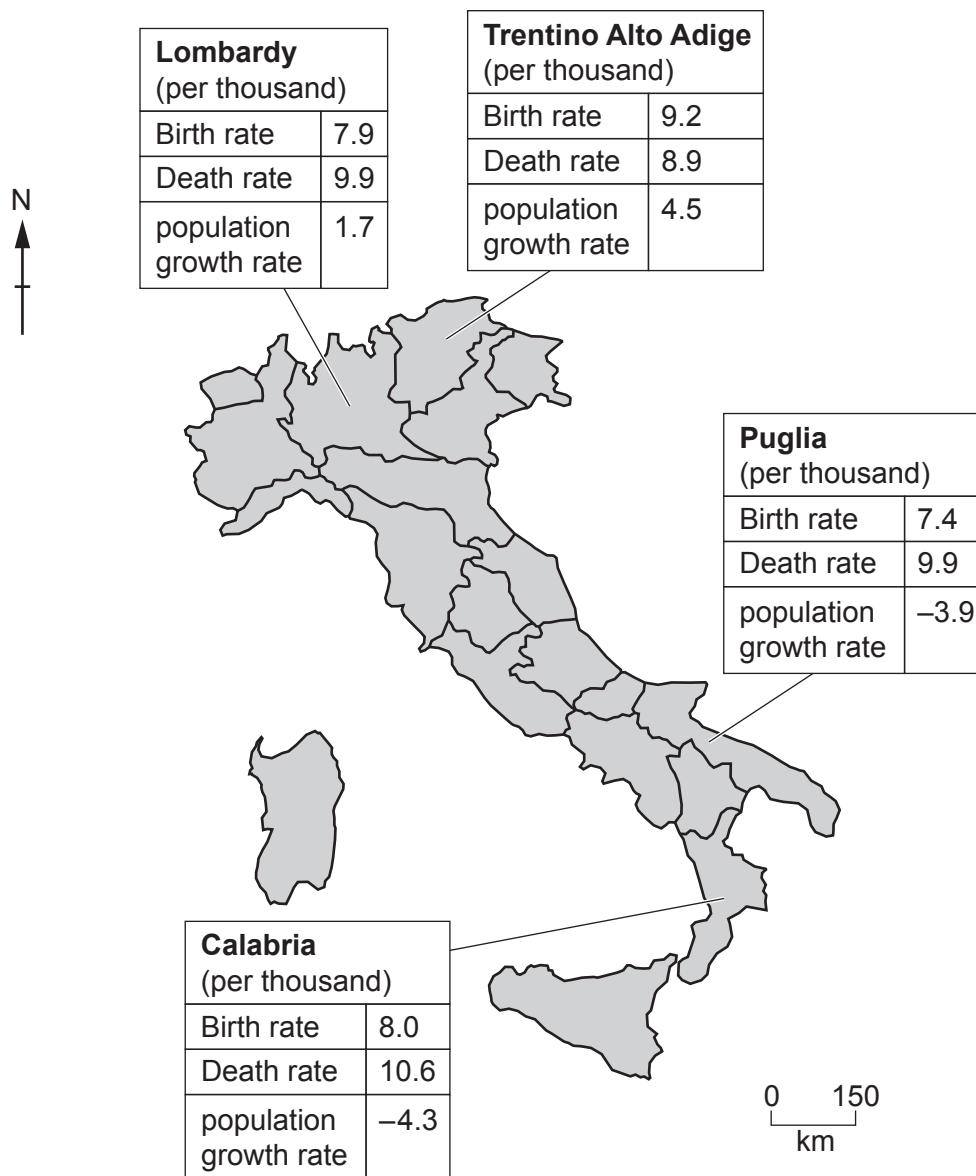 Lombardy
(per thousand)
Birth rate 7.9
Death rate 9.9
population 1.7
growth rate
Trentino Alto Adige
(per thousand)
Birth rate 9.2
Death rate 8.9
population 4.5
growth rate
N
Puglia
(per thousand)
Birth rate 7.4
Death rate 9.9
population –3.9
growth rate
Calabria
(per thousand)
Birth rate 8.0
Death rate 10.6
population –4.3
growth rate
0 150
km